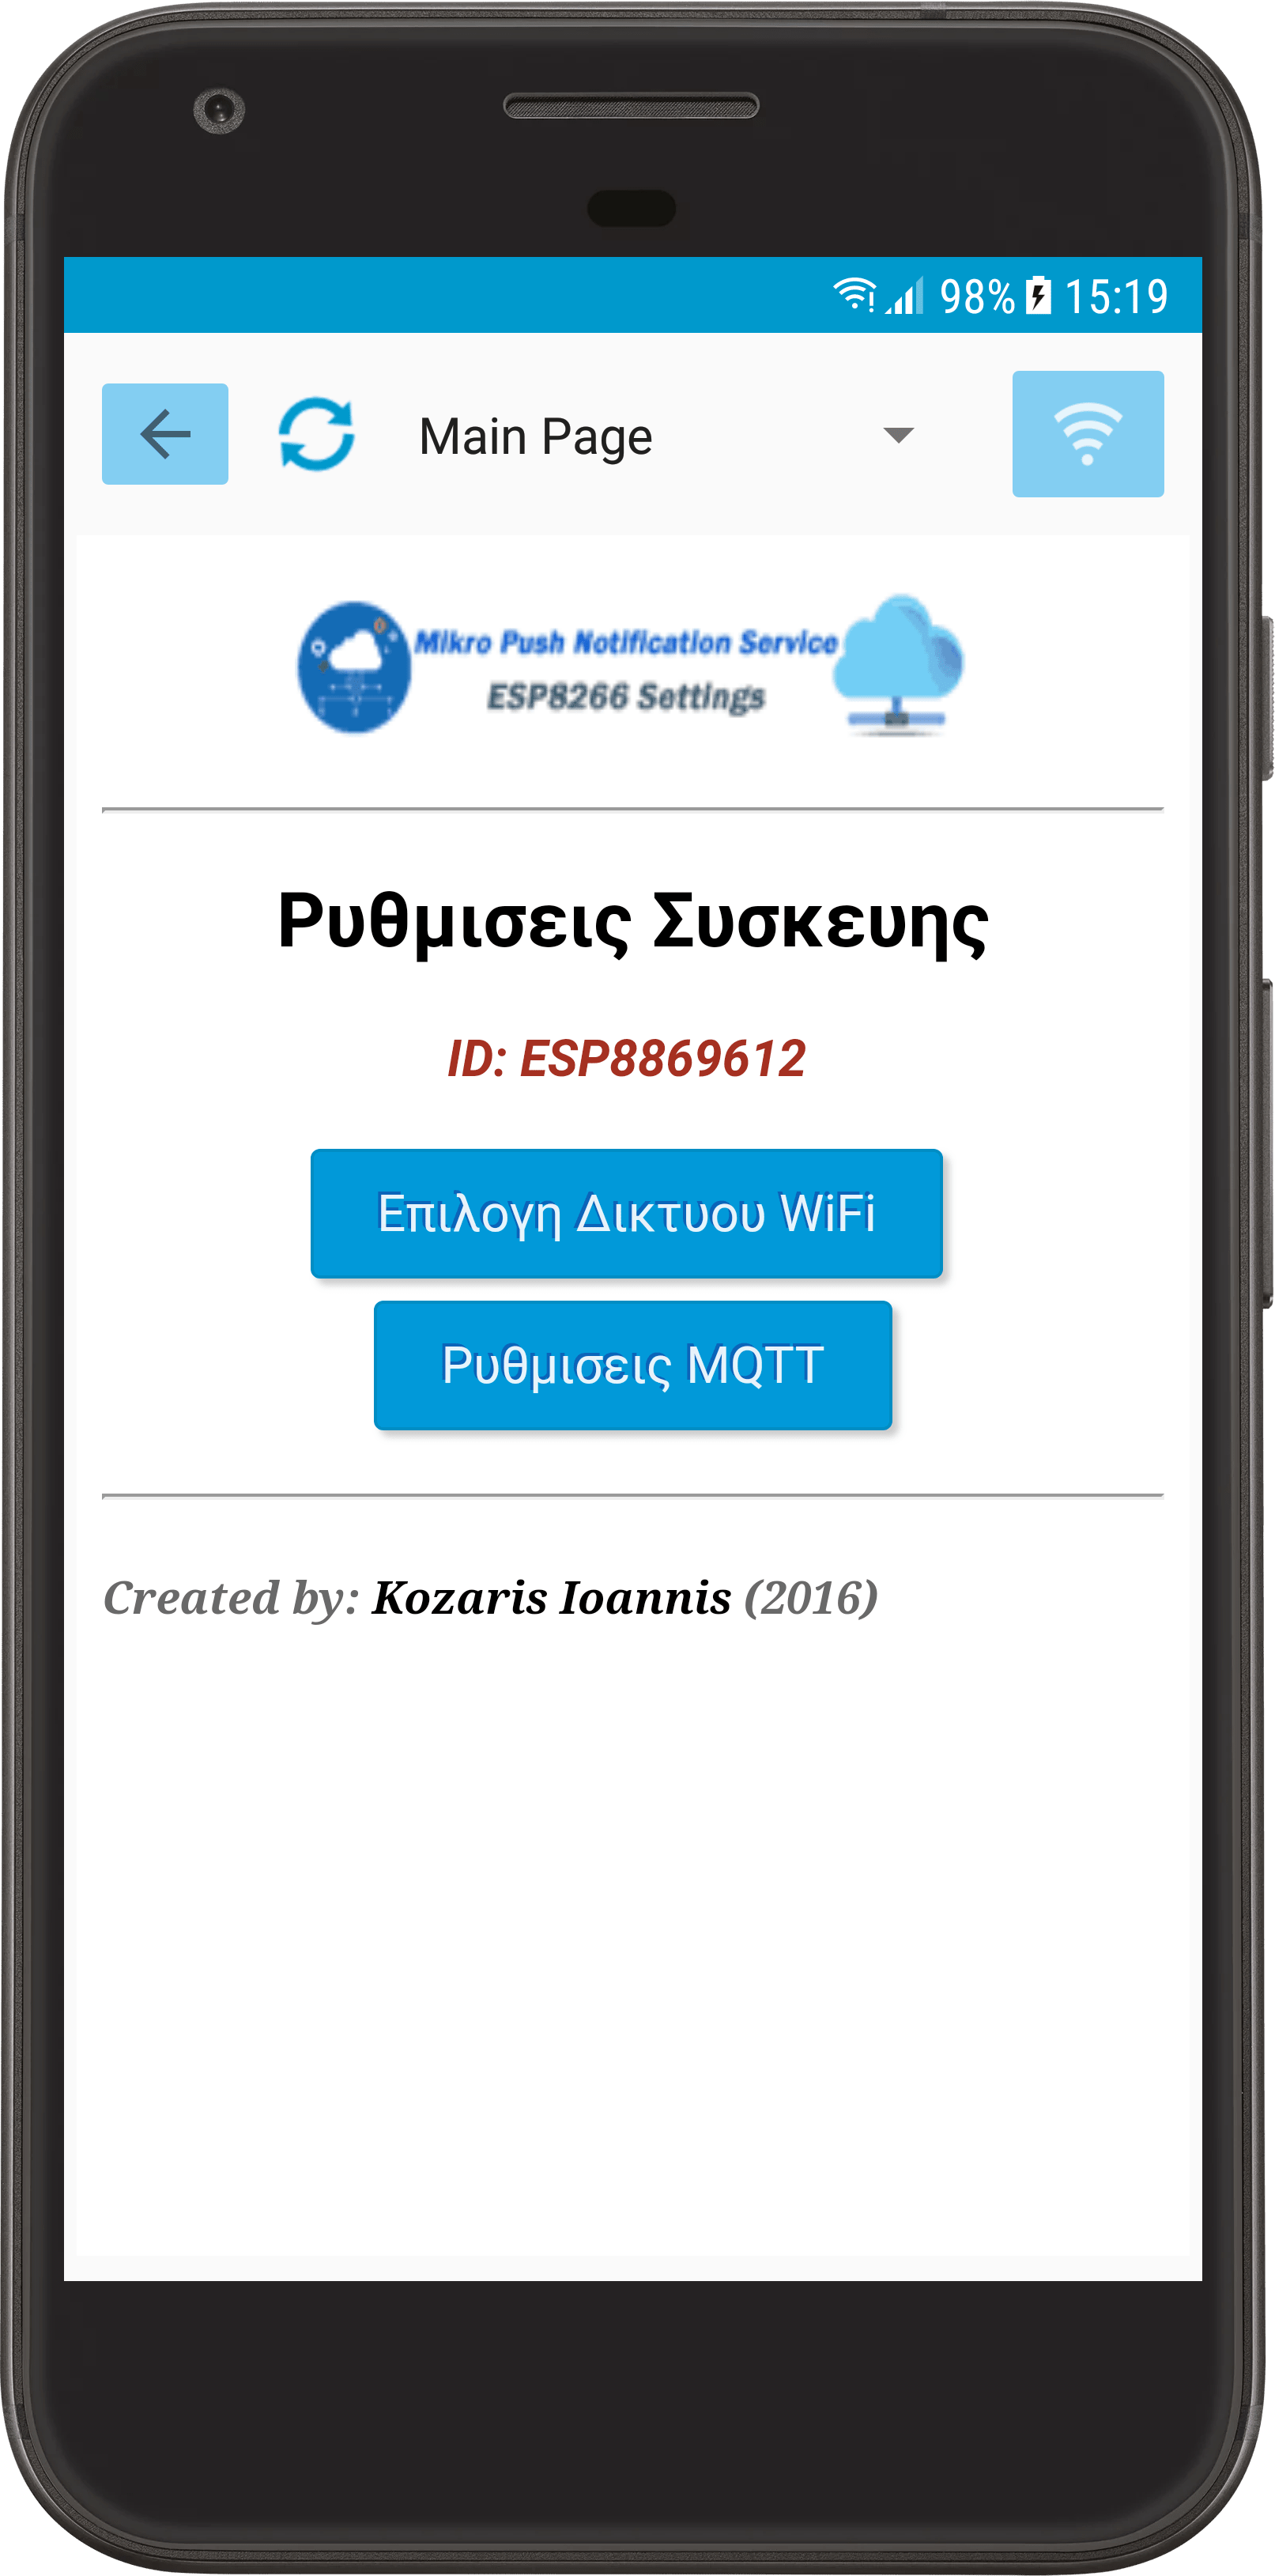 98% 15:19
Main Page
Mikro Push Notification Service
ESP8266 Settings
Ρυθμισεις Συσκευης
ID: ESP8869612
Επιλογη Δικτυου WiFi
Ρυθμισεις MQTT
Created by: Kozaris Ioannis (2016)